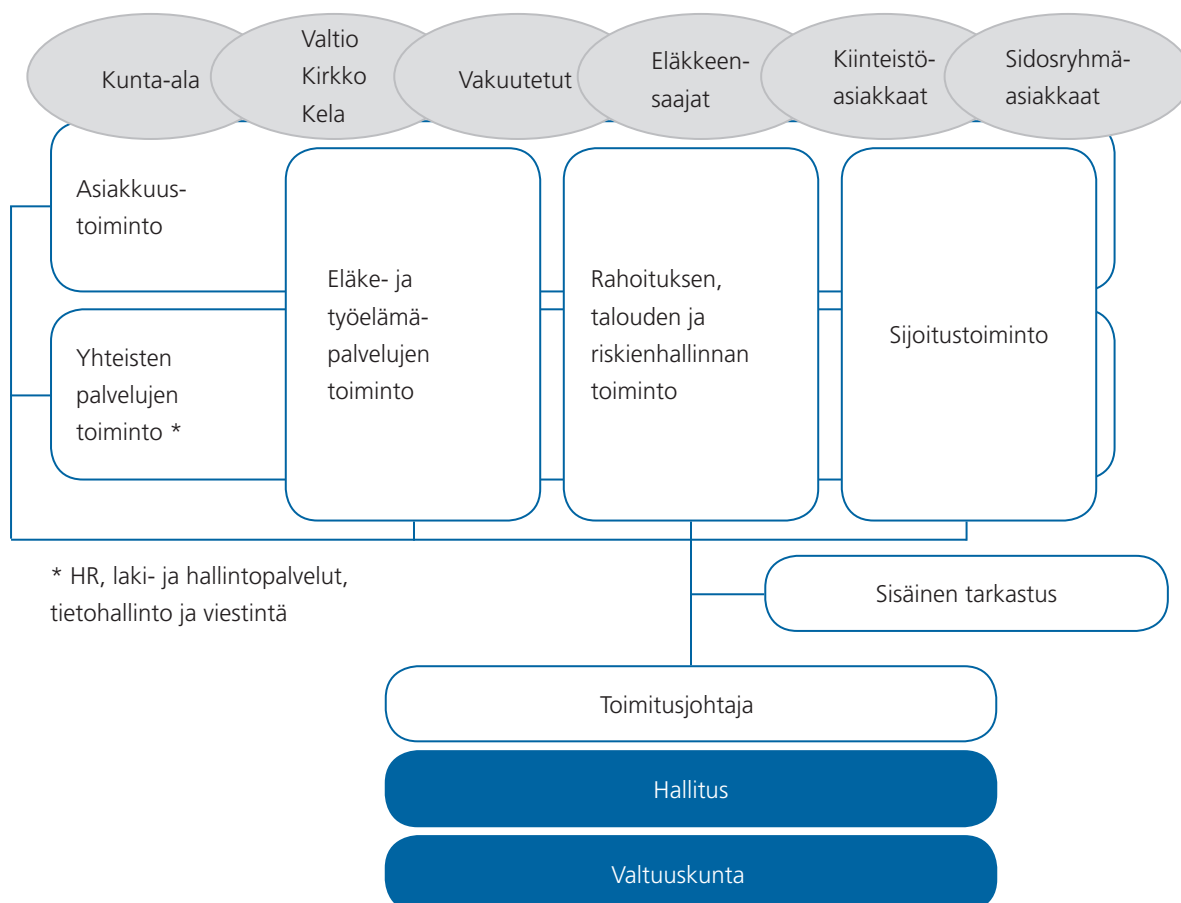 Kunta-ala
Valtio
Kirkko
Kela
Vakuutetut
Eläkkeen-
saajat
Kiinteistö-
asiakkaat
Sidosryhmä-
asiakkaat
Asiakkuus-
toiminto
Yhteisten
palvelujen
toiminto *
Eläke- ja
työelämä-
palvelujen
toiminto
Rahoituksen,
talouden ja
riskienhallinnan
toiminto
Sijoitustoiminto
* HR, laki- ja hallintopalvelut,
tietohallinto ja viestintä
Sisäinen tarkastus
Toimitusjohtaja
Hallitus
Valtuuskunta